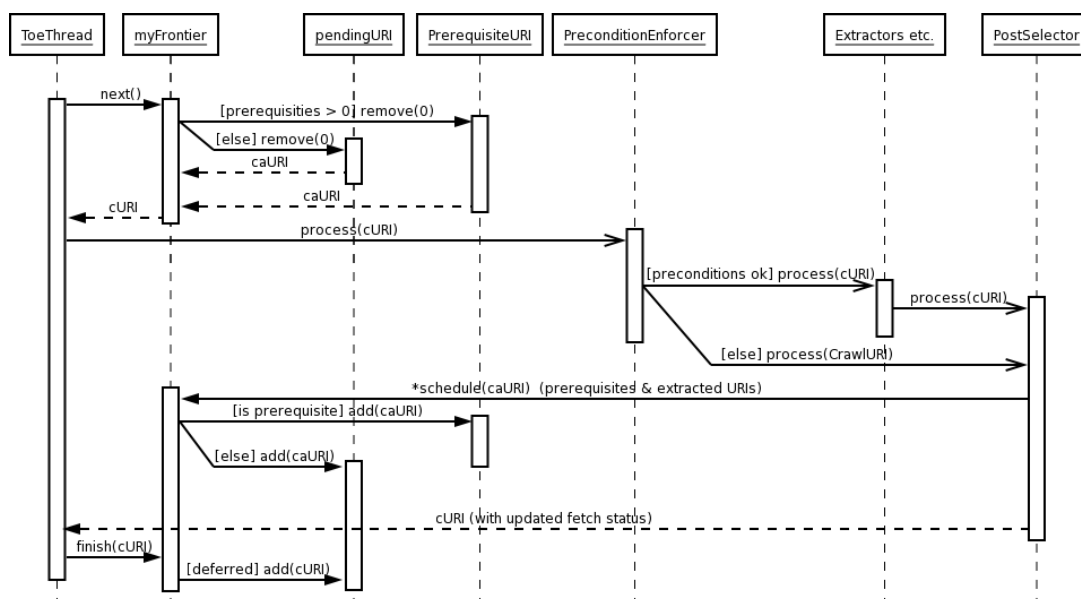 ToeThread
myFrontier
pendingURI
PrerequisiteURI
PreconditionEnforcer
Extractors etc.
PostSelector
next()
[prerequisities > 0] remove(0)
[else] remove(0)
caURI
caURI
cURI
process(cURI)
[preconditions ok] process(cURI)
process(cURI)
[else] process(CrawlURI)
*schedule(caURI)  (prerequisites & extracted URIs)
[is prerequisite] add(caURI)
[else] add(caURI)
cURI (with updated fetch status)
finish(cURI)
[deferred] add(cURI)